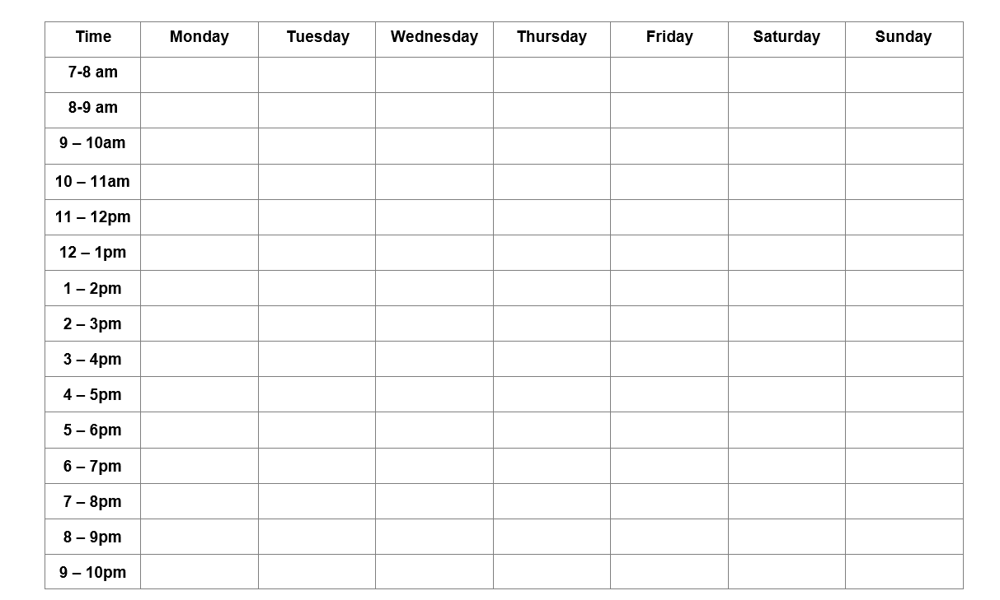 Time Monday Tuesday Wednesday Thursday Friday Saturday Sunday
7-8 am
8-9 am
9 – 10am
10 – 11am
11 – 12pm
12 – 1pm
1 – 2pm
2 – 3pm
3 – 4pm
4 – 5pm
5 – 6pm
6 – 7pm
7 – 8pm
8 – 9pm
9 – 10pm